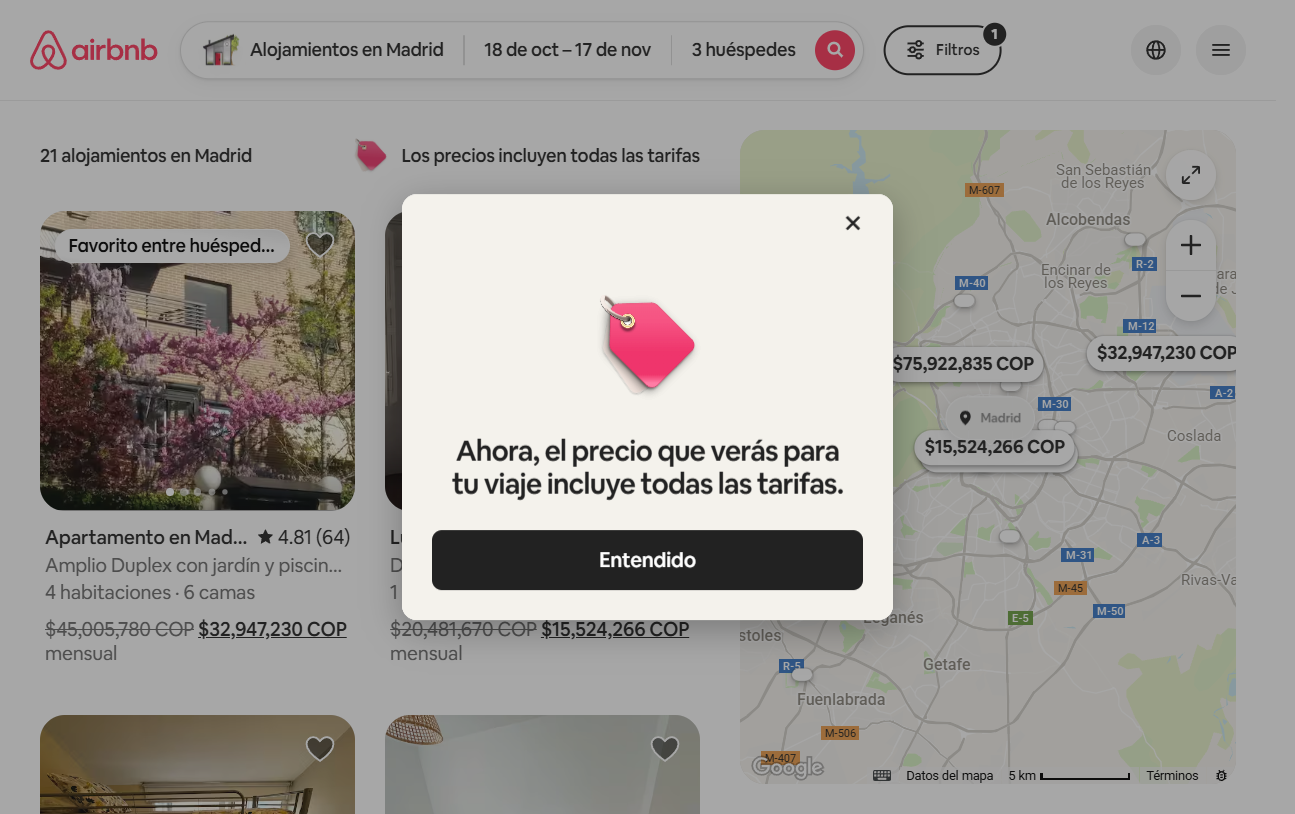 airbnb
Alojamientos en Madrid
18 de oct – 17 de nov
3 huéspedes
Filtros
1
21 alojamientos en Madrid
Los precios incluyen todas las tarifas
Favorito entre huésped...
Apartamento en Mad...
4.81 (64)
Amplio Duplex con jardín y piscin...
4 habitaciones · 6 camas
$45,005,780 COP $32,947,230 COP
mensual
$20,481,670 COP $15,524,266 COP
mensual
Ahora, el precio que verás para
tu viaje incluye todas las tarifas.
Entendido
M-607
San Sebastián
de los Reyes
Alcobendas
R-2
Encinar de
los Reyes
M-40
M-12
$75,922,835 COP
$32,947,230 COP
A-2
M-30
Madrid
Coslada
$15,524,266 COP
A-3
M-31
Rivas-Va
M-45
M-50
E-5
stoles
Getafe
R-5
Fuenlabrada
M-506
M-407
Google
Datos del mapa
5 km
Términos